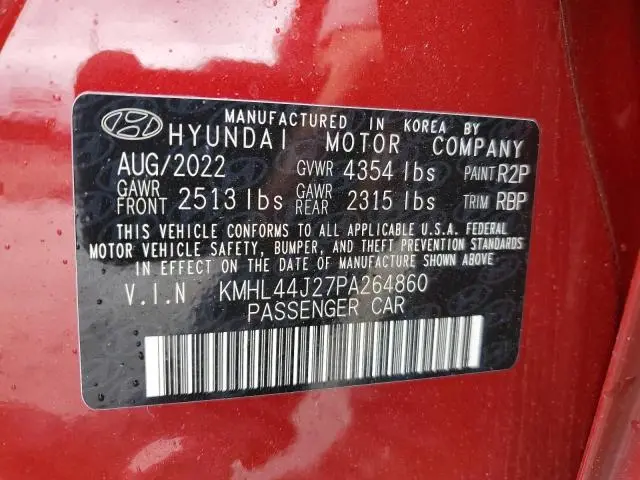 MANUFACTURED IN KOREA BY
HYUNDAI MOTOR COMPANY
AUG/2022 GVWR 4354 lbs PAINT R2P
GAWR FRONT 2513 lbs GAWR REAR 2315 lbs TRIM RBP
THIS VEHICLE CONFORMS TO ALL APPLICABLE U.S.A. FEDERAL
MOTOR VEHICLE SAFETY, BUMPER, AND THEFT PREVENTION STANDARDS
IN EFFECT ON THE DATE OF MANUFACTURE SHOWN ABOVE.
V.I.N KMHL44J27PA264860
PASSENGER CAR